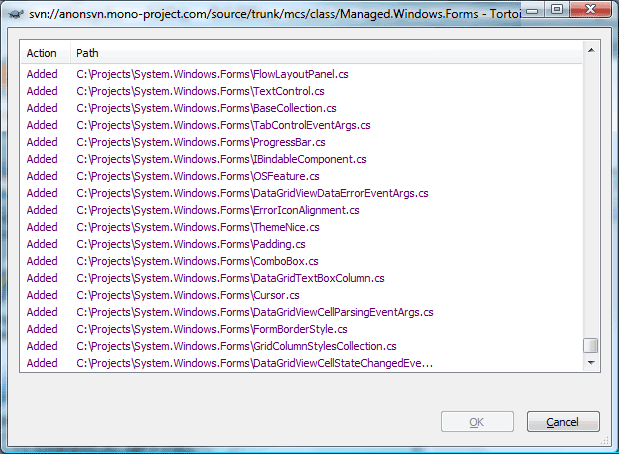 svn://anonsvn.mono-project.com/source/trunk/mcs/class/Managed.Windows.Forms - Tortoi
Action Path
Added C:\Projects\System.Windows.Forms\FlowLayoutPanel.cs
Added C:\Projects\System.Windows.Forms\TextControl.cs
Added C:\Projects\System.Windows.Forms\BaseCollection.cs
Added C:\Projects\System.Windows.Forms\TabControlEventArgs.cs
Added C:\Projects\System.Windows.Forms\ProgressBar.cs
Added C:\Projects\System.Windows.Forms\IBindableComponent.cs
Added C:\Projects\System.Windows.Forms\OSFeature.cs
Added C:\Projects\System.Windows.Forms\DataGridViewDataErrorEventArgs.cs
Added C:\Projects\System.Windows.Forms\ErrorIconAlignment.cs
Added C:\Projects\System.Windows.Forms\ThemeNice.cs
Added C:\Projects\System.Windows.Forms\Padding.cs
Added C:\Projects\System.Windows.Forms\ComboBox.cs
Added C:\Projects\System.Windows.Forms\DataGridTextBoxColumn.cs
Added C:\Projects\System.Windows.Forms\Cursor.cs
Added C:\Projects\System.Windows.Forms\DataGridViewCellParsingEventArgs.cs
Added C:\Projects\System.Windows.Forms\FormBorderStyle.cs
Added C:\Projects\System.Windows.Forms\GridColumnStylesCollection.cs
Added C:\Projects\System.Windows.Forms\DataGridViewCellStateChangedEve...
OK Cancel